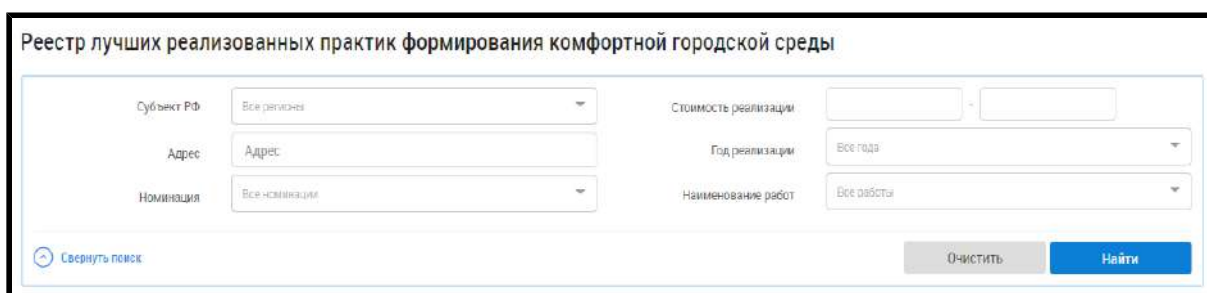 Реестр лучших реализованных практик формирования комфортной городской среды
Субъект РФ Все регионы Стоимость реализации -
Адрес Адрес Год реализации Все года
Номинация Все номинации Наименование работ Все работы
Свернуть поиск Очистить Найти